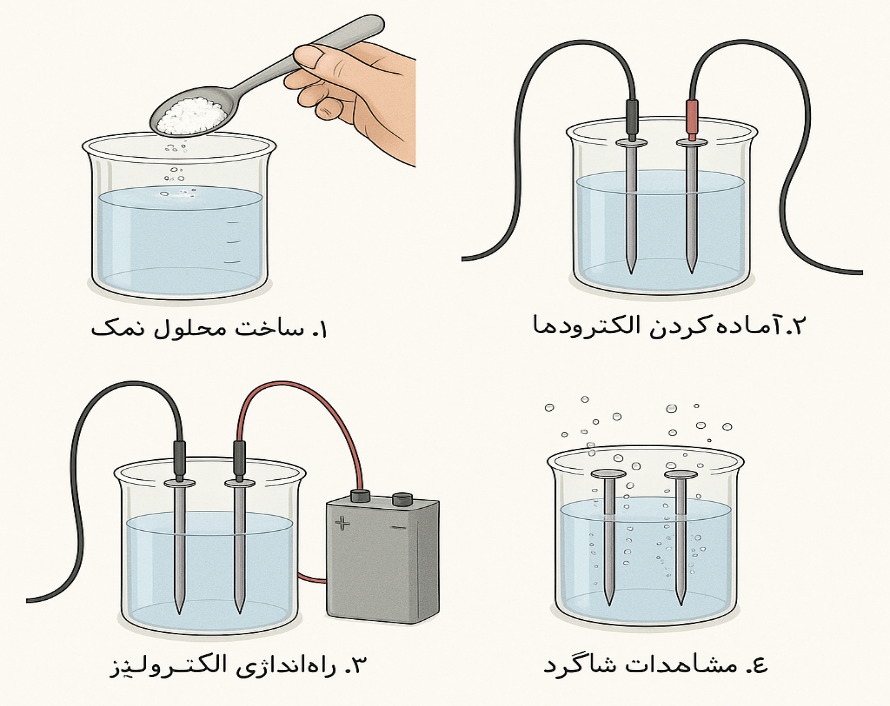 ۱. ساخت محلول نمک
۲. آماده کردن الکترودها
+ −
۳. راه‌اندازی الکترولیز
٤. مشاهدات شاگرد